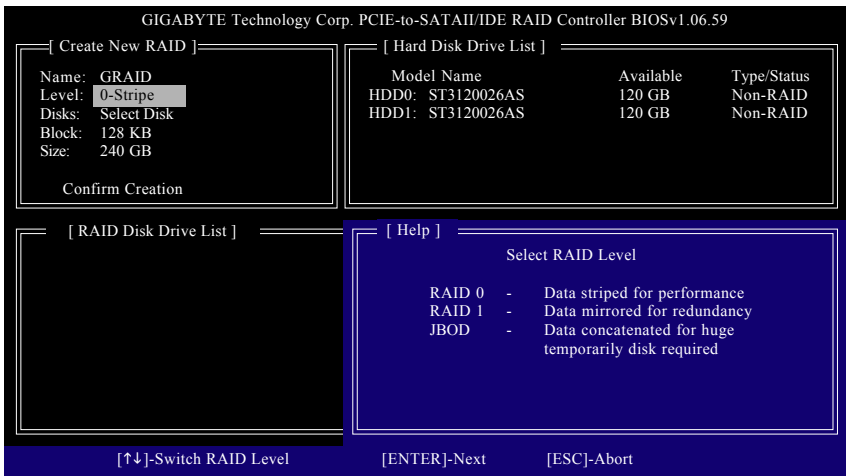 GIGABYTE Technology Corp. PCIE-to-SATAII/IDE RAID Controller BIOSv1.06.59
[ Create New RAID ]
Name: GRAID
Level: 0-Stripe
Disks: Select Disk
Block: 128 KB
Size: 240 GB
Confirm Creation
[ Hard Disk Drive List ]
Model Name Available Type/Status
HDD0: ST3120026AS 120 GB Non-RAID
HDD1: ST3120026AS 120 GB Non-RAID
[ RAID Disk Drive List ]
[ Help ]
Select RAID Level
RAID 0 - Data striped for performance
RAID 1 - Data mirrored for redundancy
JBOD - Data concatenated for huge
temporarily disk required
[↑↓]-Switch RAID Level [ENTER]-Next [ESC]-Abort